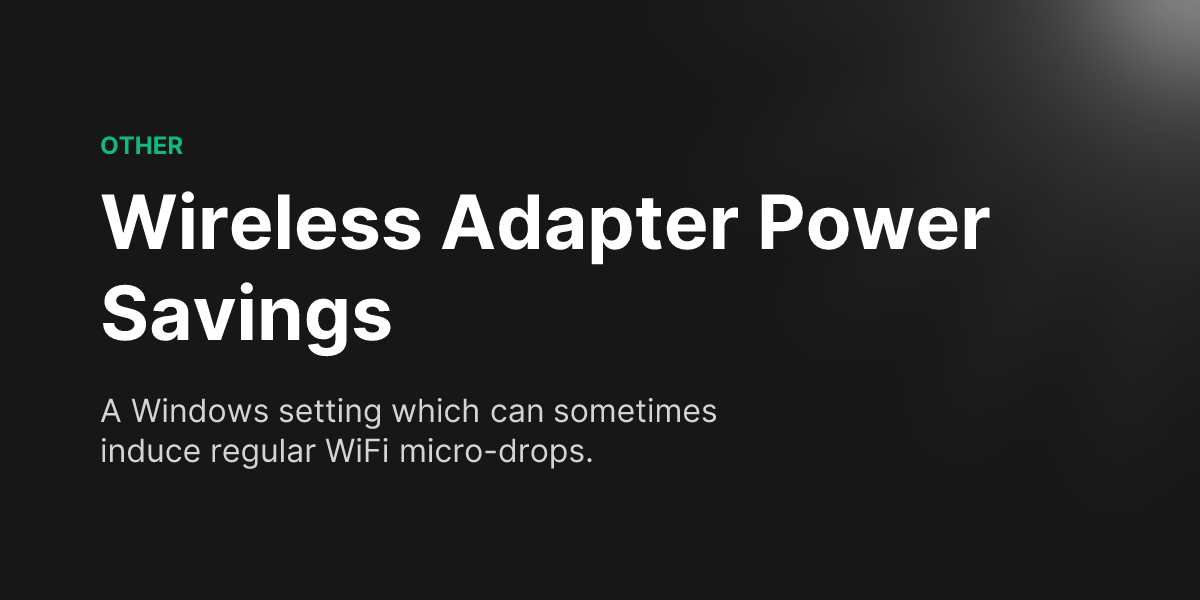 OTHER
Wireless Adapter Power
Savings
A Windows setting which can sometimes
induce regular WiFi micro-drops.